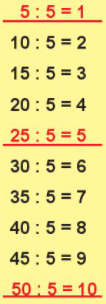 5 : 5 = 1
10 : 5 = 2
15 : 5 = 3
20 : 5 = 4
25 : 5 = 5
30 : 5 = 6
35 : 5 = 7
40 : 5 = 8
45 : 5 = 9
50 : 5 = 10